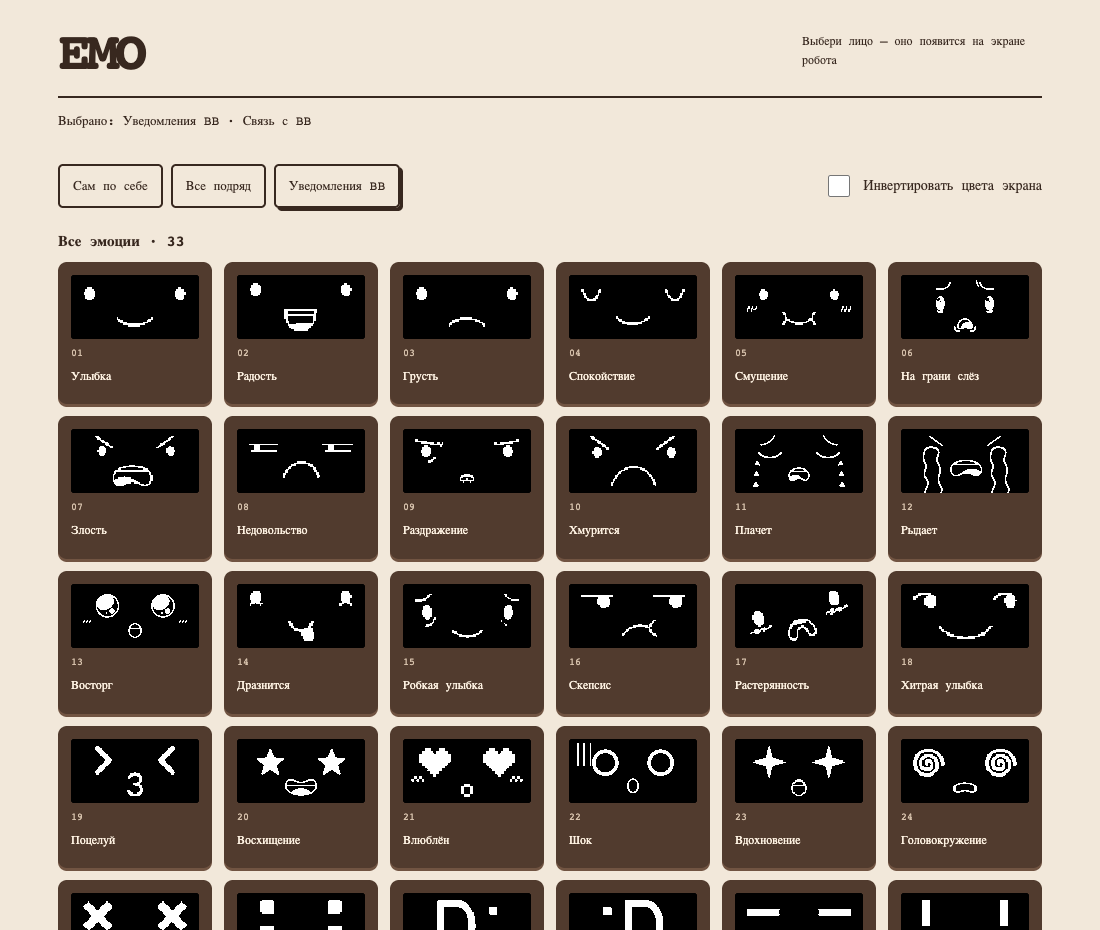 EMO
Выбери лицо — оно появится на экране
робота
Выбрано: Уведомления BB · Связь с BB
Сам по себе
Все подряд
Уведомления BB
Инвертировать цвета экрана
Все эмоции · 33
01
Улыбка
02
Радость
03
Грусть
04
Спокойствие
05
Смущение
06
На грани слёз
07
Злость
08
Недовольство
09
Раздражение
10
Хмурится
11
Плачет
12
Рыдает
13
Восторг
14
Дразнится
15
Робкая улыбка
16
Скепсис
17
Растерянность
18
Хитрая улыбка
19
Поцелуй
20
Восхищение
21
Влюблён
22
Шок
23
Вдохновение
24
Головокружение